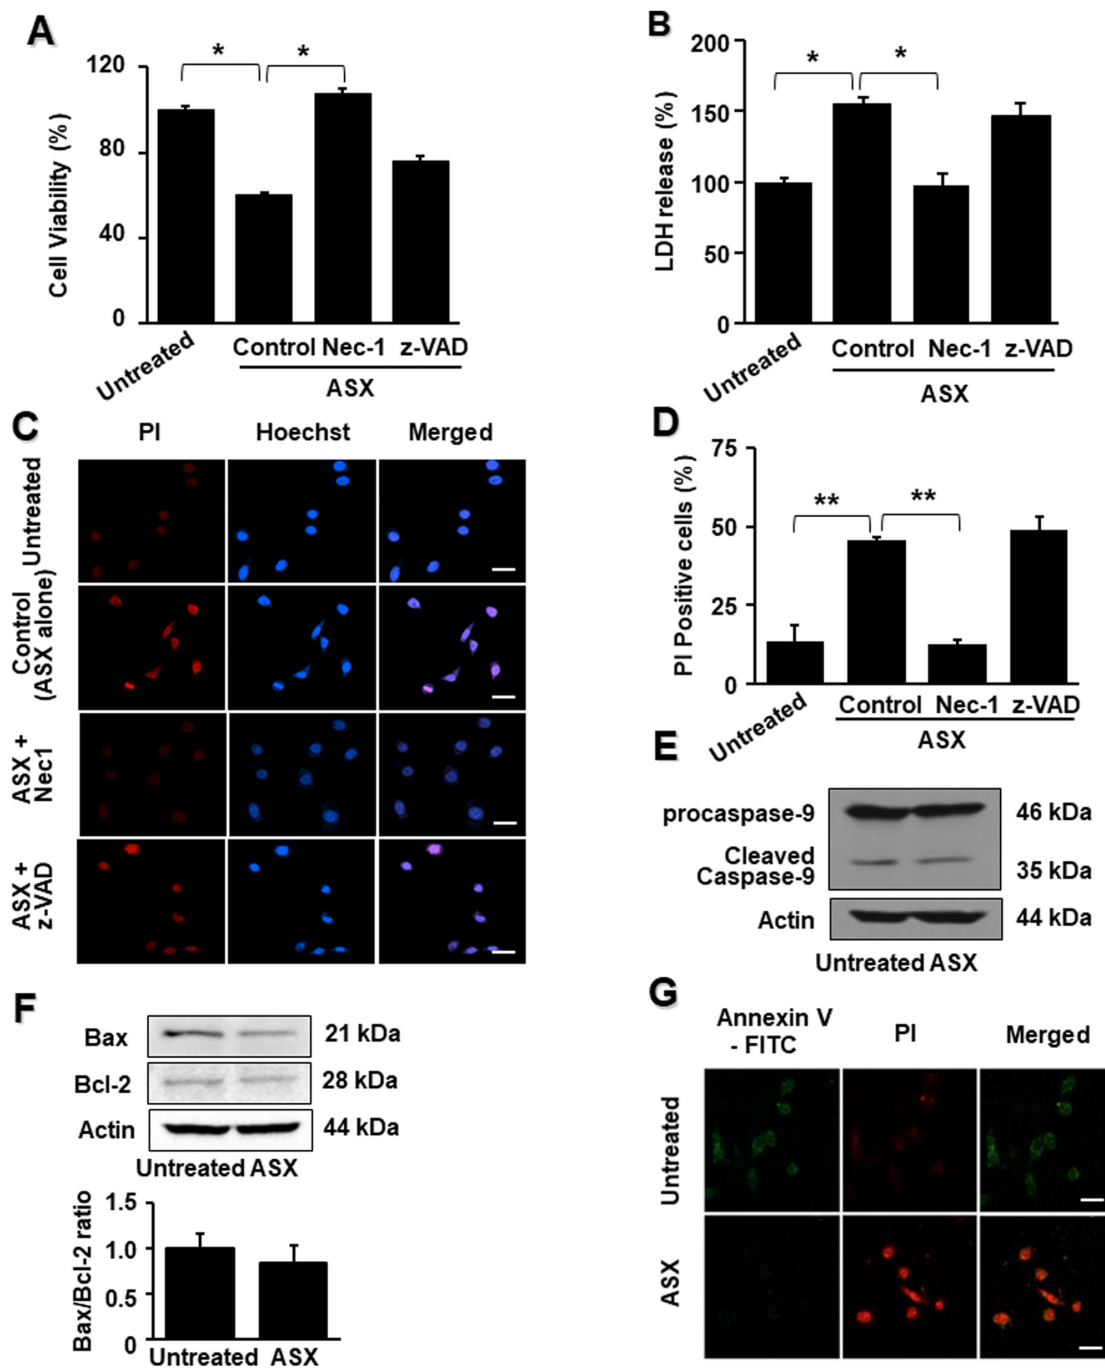 A
Cell Viability (%)
120
80
40
0
* *
Untreated
Control Nec-1 z-VAD
ASX
B
LDH release (%)
200
150
100
50
0
* *
Untreated
Control Nec-1 z-VAD
ASX
C
PI Hoechst Merged
Untreated
Control
(ASX alone)
ASX +
Nec1
ASX +
z-VAD
D
PI Positive cells (%)
75
50
25
0
** **
Untreated
Control Nec-1 z-VAD
ASX
E
procaspase-9 46 kDa
Cleaved
Caspase-9 35 kDa
Actin 44 kDa
Untreated ASX
F
Bax 21 kDa
Bcl-2 28 kDa
Actin 44 kDa
Untreated ASX
Bax/Bcl-2 ratio
1.5
1.0
0.5
0
Untreated ASX
G
Annexin V
- FITC PI Merged
Untreated
ASX